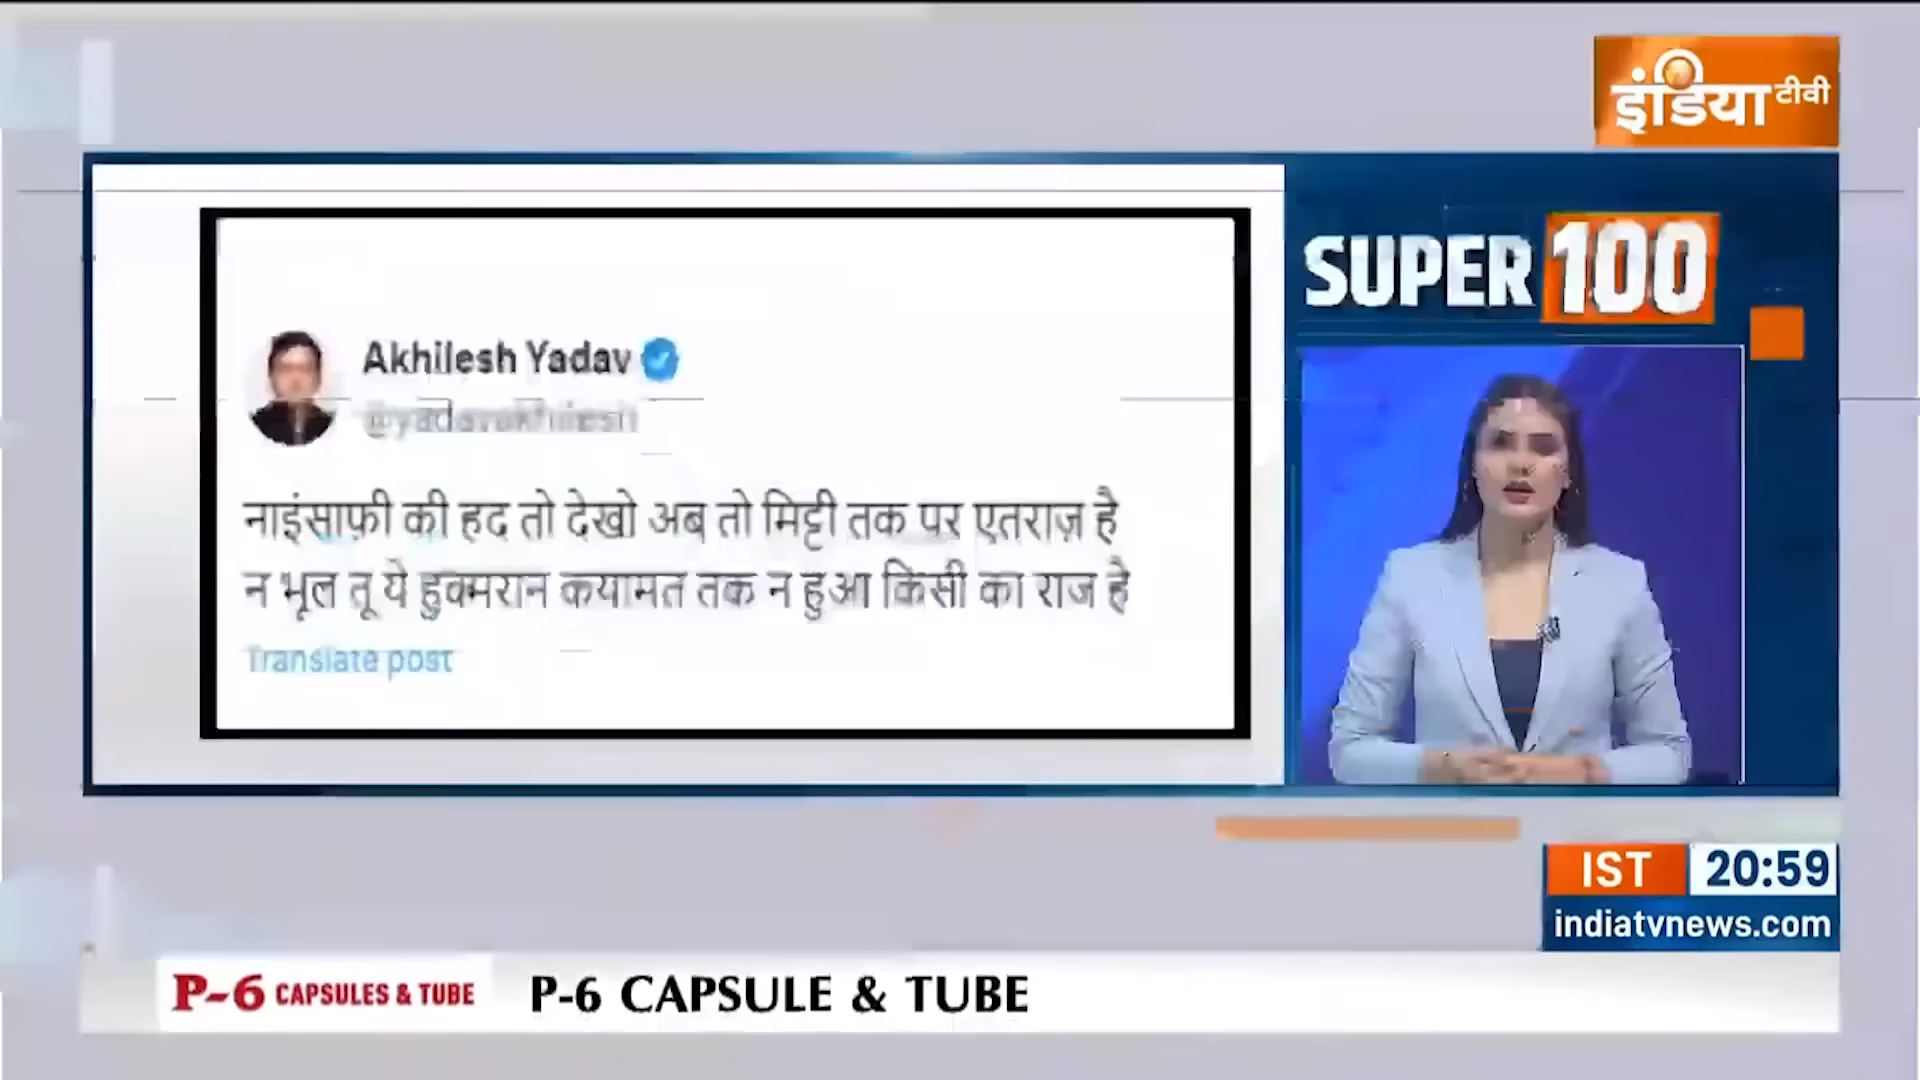 इंडिया टीवी
SUPER 100
Akhilesh Yadav
@yadavakhilesh
नाइंसाफ़ी की हद तो देखो अब तो मिट्टी तक पर एतराज़ है
न भूल तू ये हुक्मरान कयामत तक न हुआ किसी का राज है
Translate post
IST 20:59
indiatvnews.com
P-6 CAPSULES & TUBE P-6 CAPSULE & TUBE